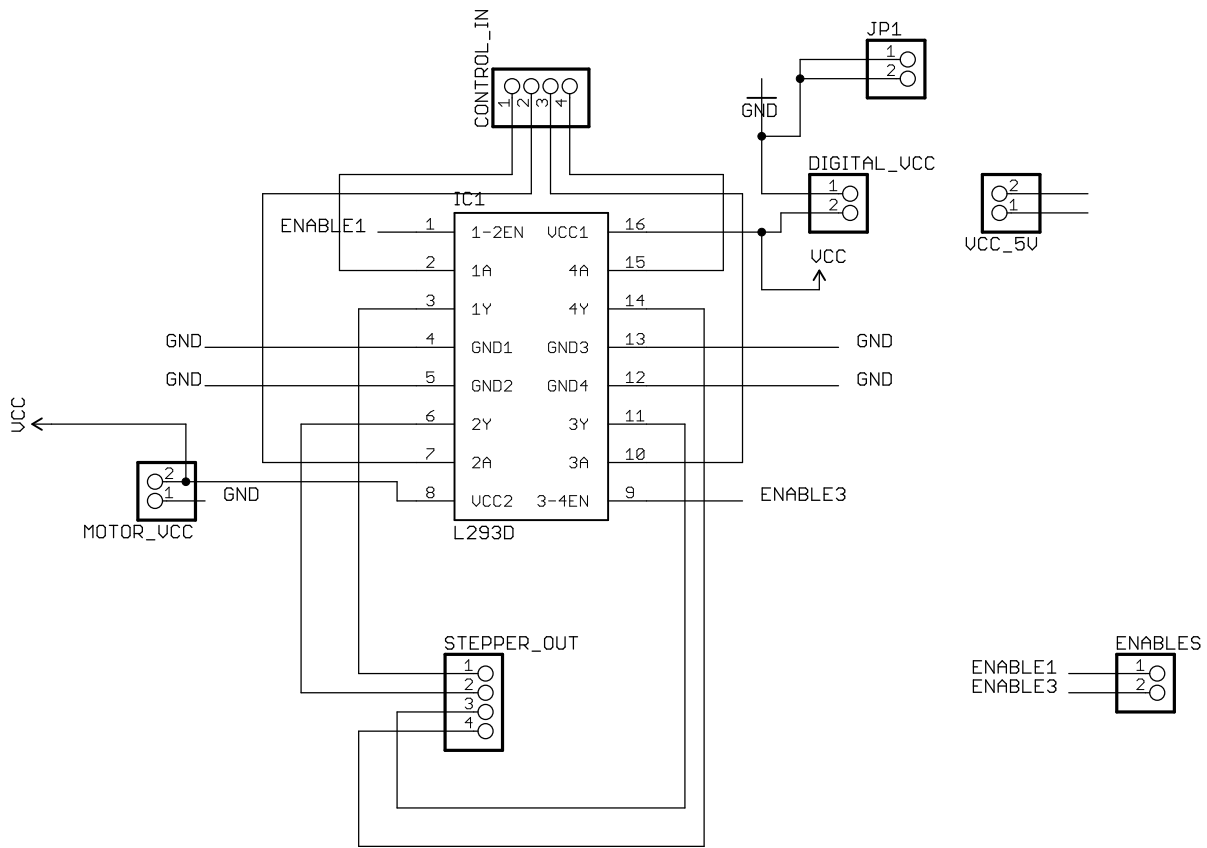 CONTROL_IN
1 2 3 4
JP1
1
2
GND
DIGITAL_VCC
1
2
2
1
VCC_5V
VCC
IC1
ENABLE1 1 1-2EN VCC1 16
2 1A 4A 15
3 1Y 4Y 14
GND 4 GND1 GND3 13 GND
GND 5 GND2 GND4 12 GND
6 2Y 3Y 11
7 2A 3A 10
8 VCC2 3-4EN 9 ENABLE3
L293D
VCC
2
1 GND
MOTOR_VCC
STEPPER_OUT
1
2
3
4
ENABLES
ENABLE1 1
ENABLE3 2